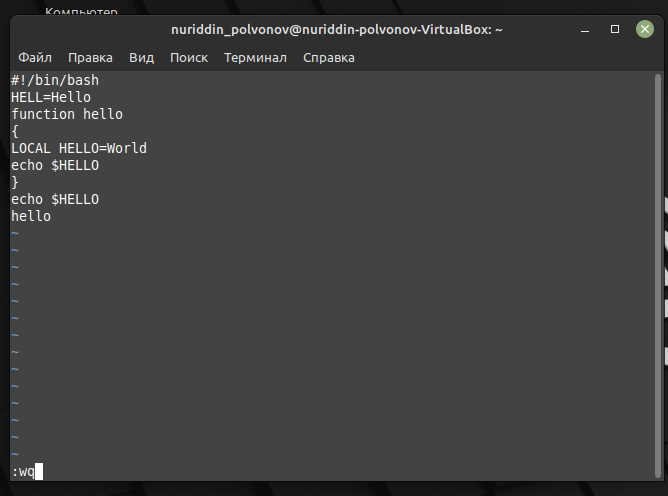 Компьютер
nuriddin_polvonov@nuriddin-polvonov-VirtualBox: ~
Файл Правка Вид Поиск Терминал Справка
#!/bin/bash
HELL=Hello
function hello
{
LOCAL HELLO=World
echo $HELLO
}
echo $HELLO
hello
~
~
~
~
~
~
~
~
~
~
~
~
~
~
:wq